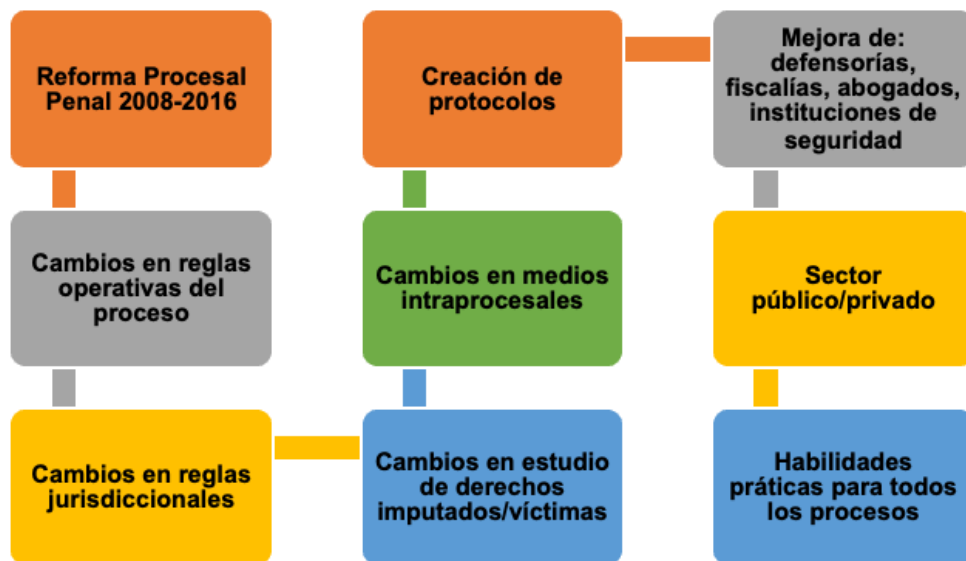 Reforma Procesal
Penal 2008-2016
Cambios en reglas
operativas del
proceso
Cambios en reglas
jurisdiccionales
Cambios en estudio
de derechos
imputados/víctimas
Cambios en medios
intraprocesales
Creación de
protocolos
Mejora de:
defensorías,
fiscalías, abogados,
instituciones de
seguridad
Sector
público/privado
Habilidades
práticas para todos
los procesos